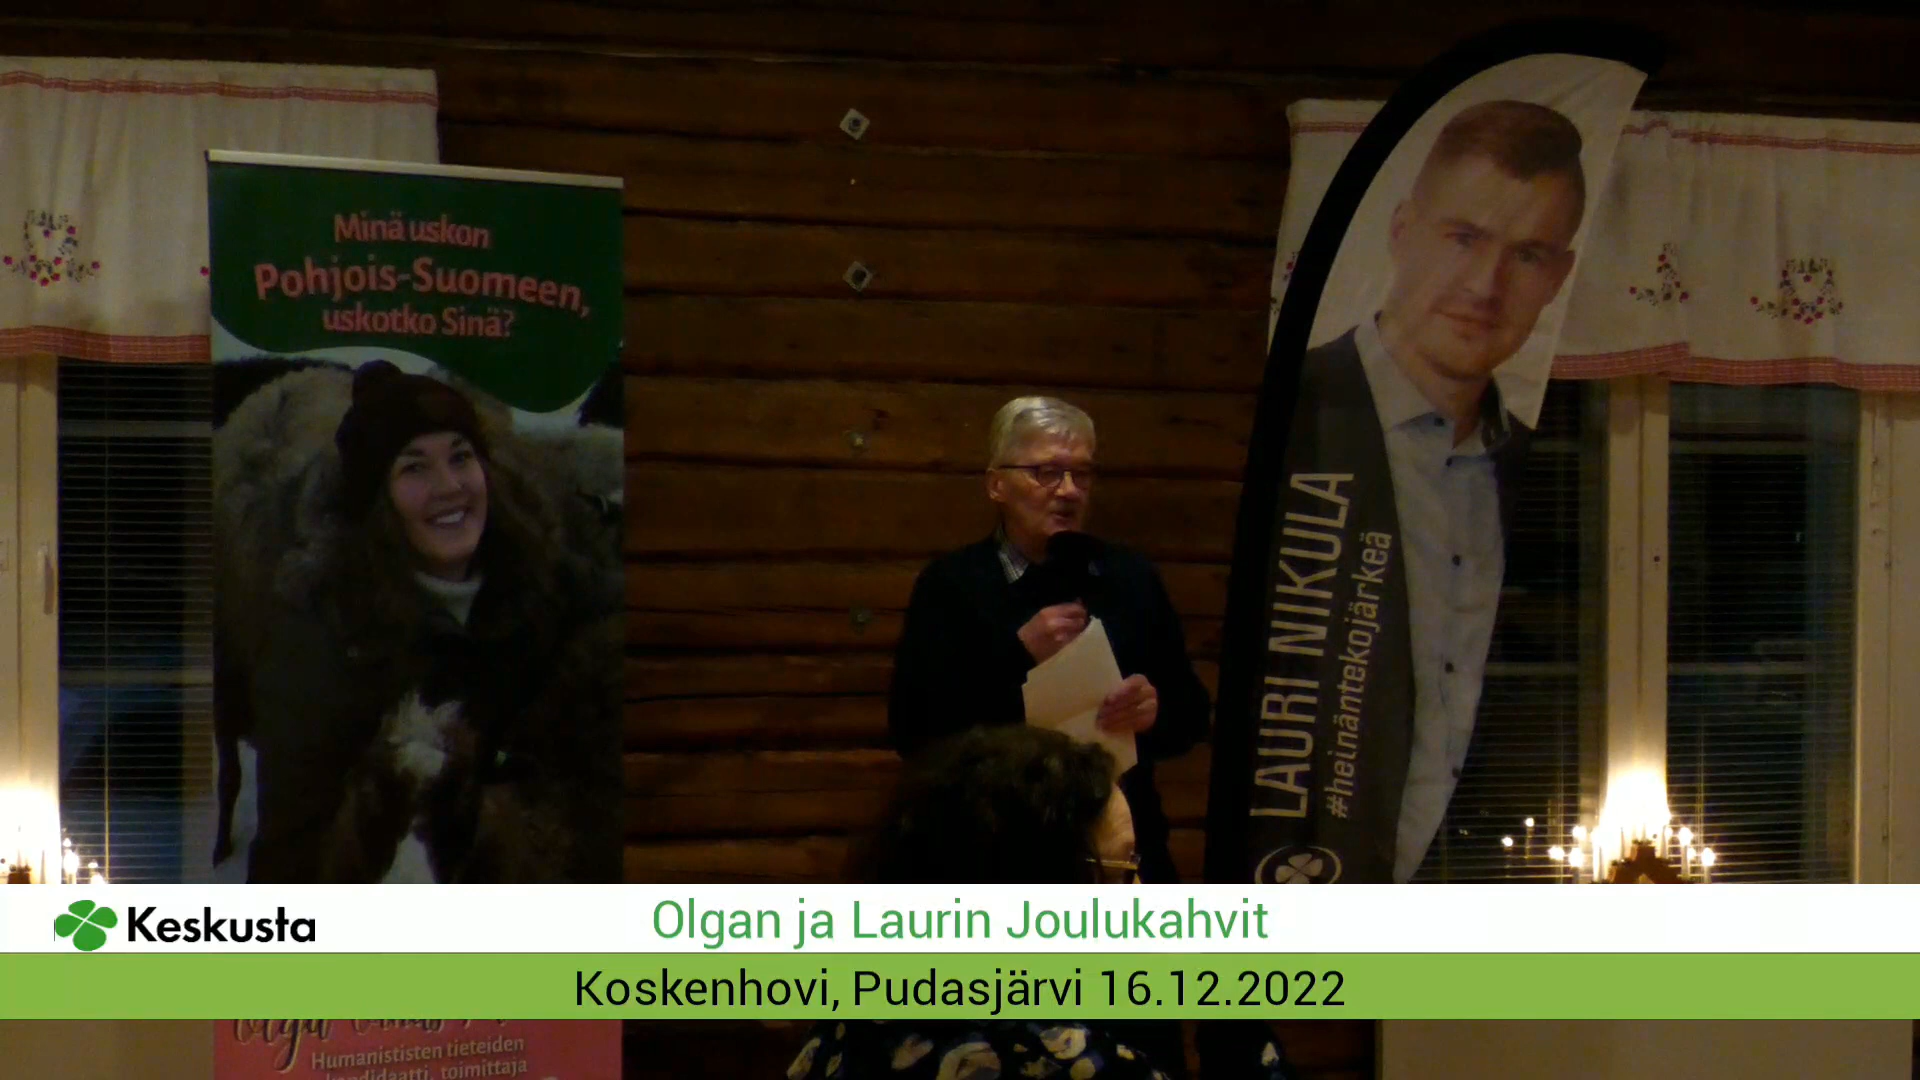 Minä uskon
Pohjois-Suomeen,
uskotko Sinä?
LAURI NIKULA
#heinäntekojärkeä
Keskusta
Olgan ja Laurin Joulukahvit
Koskenhovi, Pudasjärvi 16.12.2022
Humanististen tieteiden
kandidaatti, toimittaja